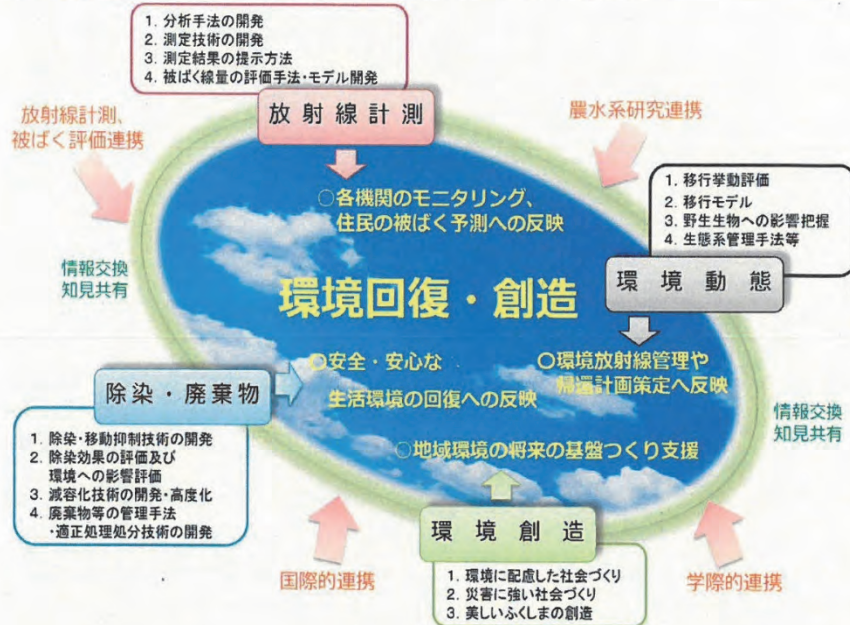 1. 分析手法の開発
2. 測定技術の開発
3. 測定結果の提示方法
4. 被ばく線量の評価手法・モデル開発
放射線計測
放射線計測、
被ばく評価連携
農水系研究連携
○各機関のモニタリング、
住民の被ばく予測への反映
1. 移行挙動評価
2. 移行モデル
3. 野生生物への影響把握
4. 生態系管理手法等
環境動態
情報交換
知見共有
環境回復・創造
○安全・安心な
生活環境の回復への反映
○環境放射線管理や
帰還計画策定へ反映
除染・廃棄物
1. 除染・移動抑制技術の開発
2. 除染効果の評価及び
環境への影響評価
3. 減容化技術の開発・高度化
4. 廃棄物等の管理手法
・適正処理処分技術の開発
情報交換
知見共有
○地域環境の将来の基盤つくり支援
環境創造
1. 環境に配慮した社会づくり
2. 災害に強い社会づくり
3. 美しいふくしまの創造
国際的連携
学際的連携